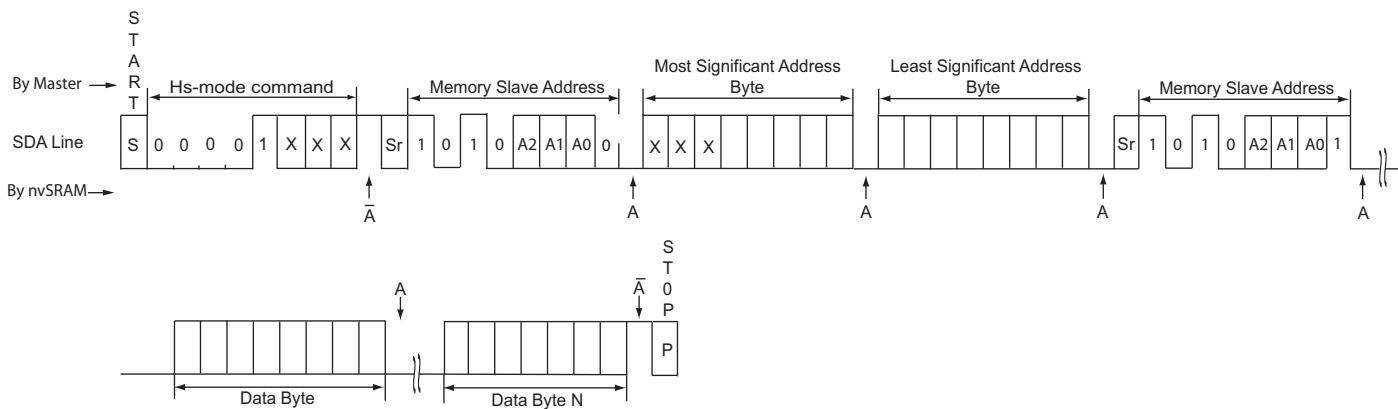 START
By Master
Hs-mode command
Memory Slave Address
Most Significant Address
Byte
Least Significant Address
Byte
Memory Slave Address
SDA Line
S 0 0 0 0 1 X X X Sr 1 0 1 0 A2 A1 A0 0 X X X Sr 1 0 1 0 A2 A1 A0 1
By nvSRAM
A̅ A A A A
A A̅
ST0P
P
Data Byte
Data Byte N